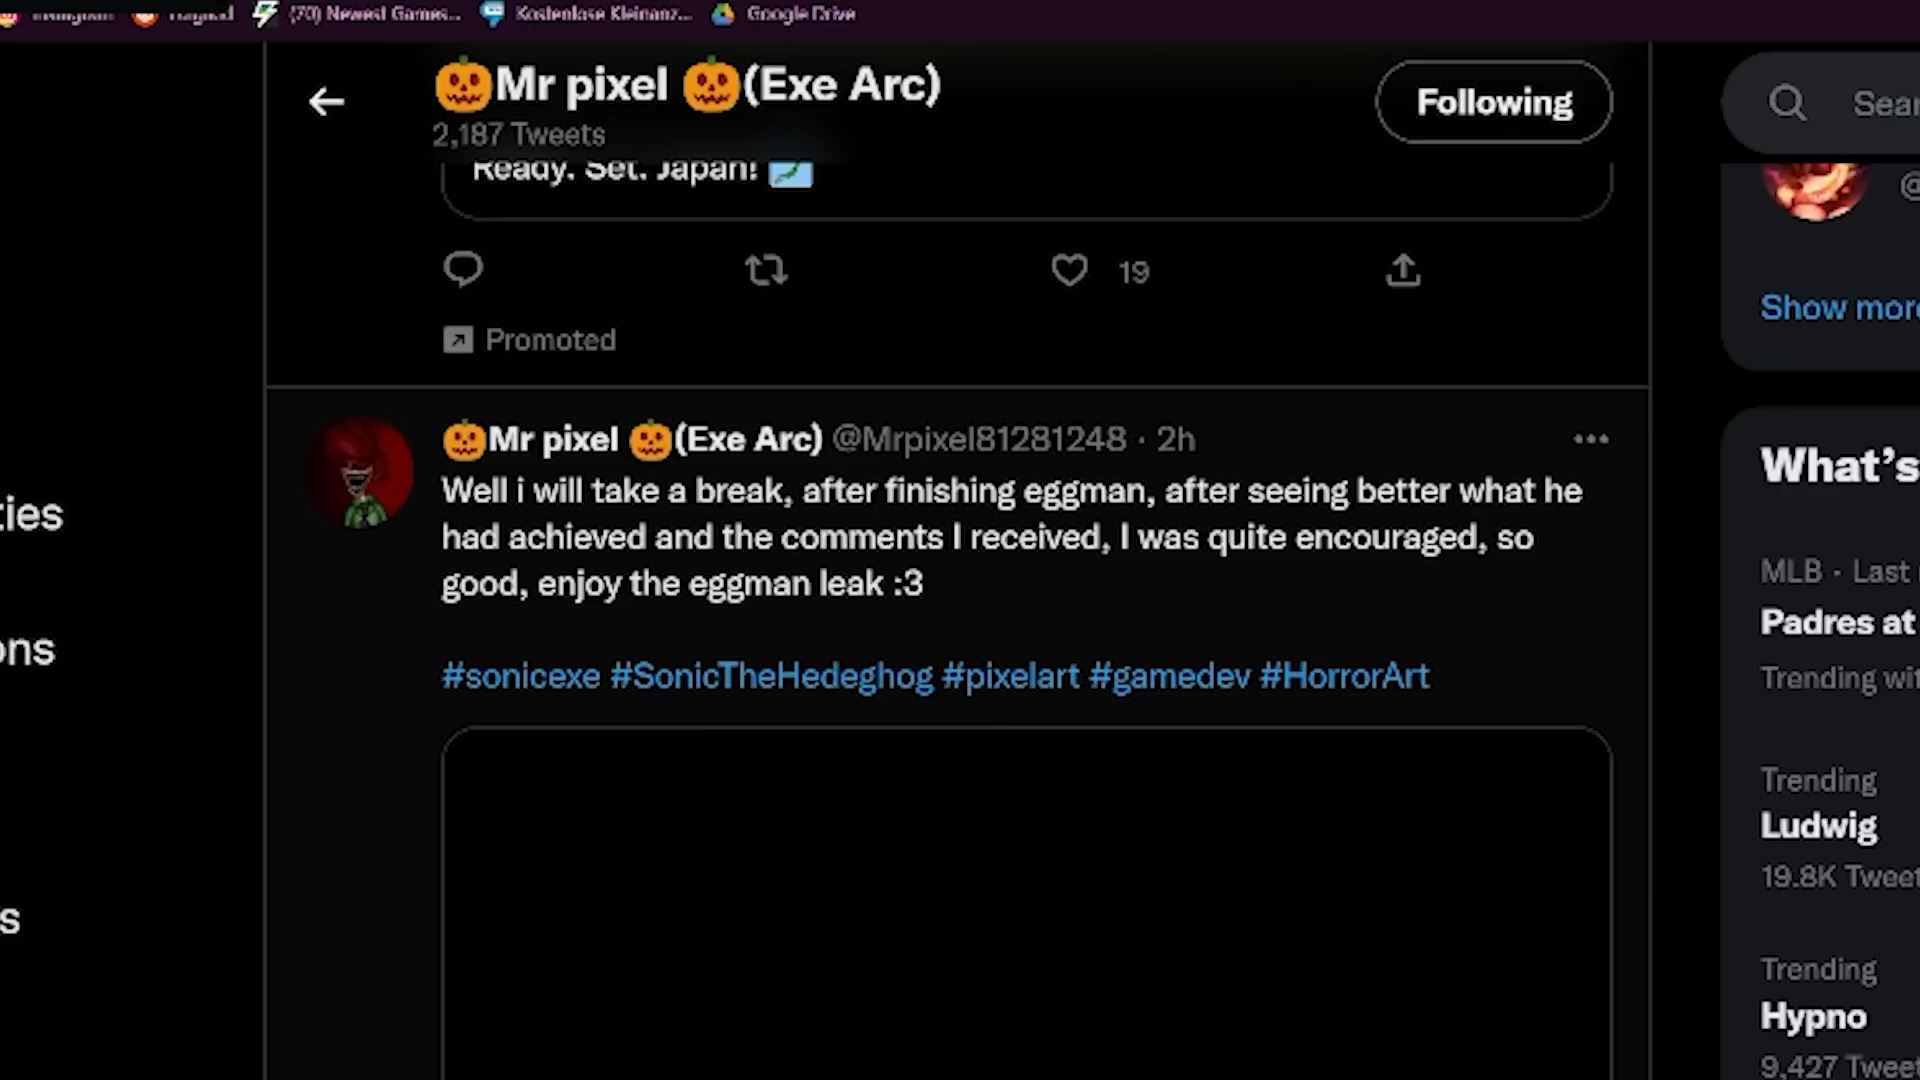 (70) Newest Games...
Kostenlose Kleinanz...
Google Drive
🎃Mr pixel 🎃(Exe Arc)
2,187 Tweets
Following
Sear
Ready. Set. Japan! 🗾
@
19
Show more
Promoted
🎃Mr pixel 🎃(Exe Arc) @Mrpixel81281248 · 2h
Well i will take a break, after finishing eggman, after seeing better what he
had achieved and the comments I received, I was quite encouraged, so
good, enjoy the eggman leak :3
#sonicexe #SonicTheHedeghog #pixelart #gamedev #HorrorArt
ties
ons
s
What's
MLB · Last
Padres at
Trending wit
Trending
Ludwig
19.8K Tweet
Trending
Hypno
9,427 Tweet